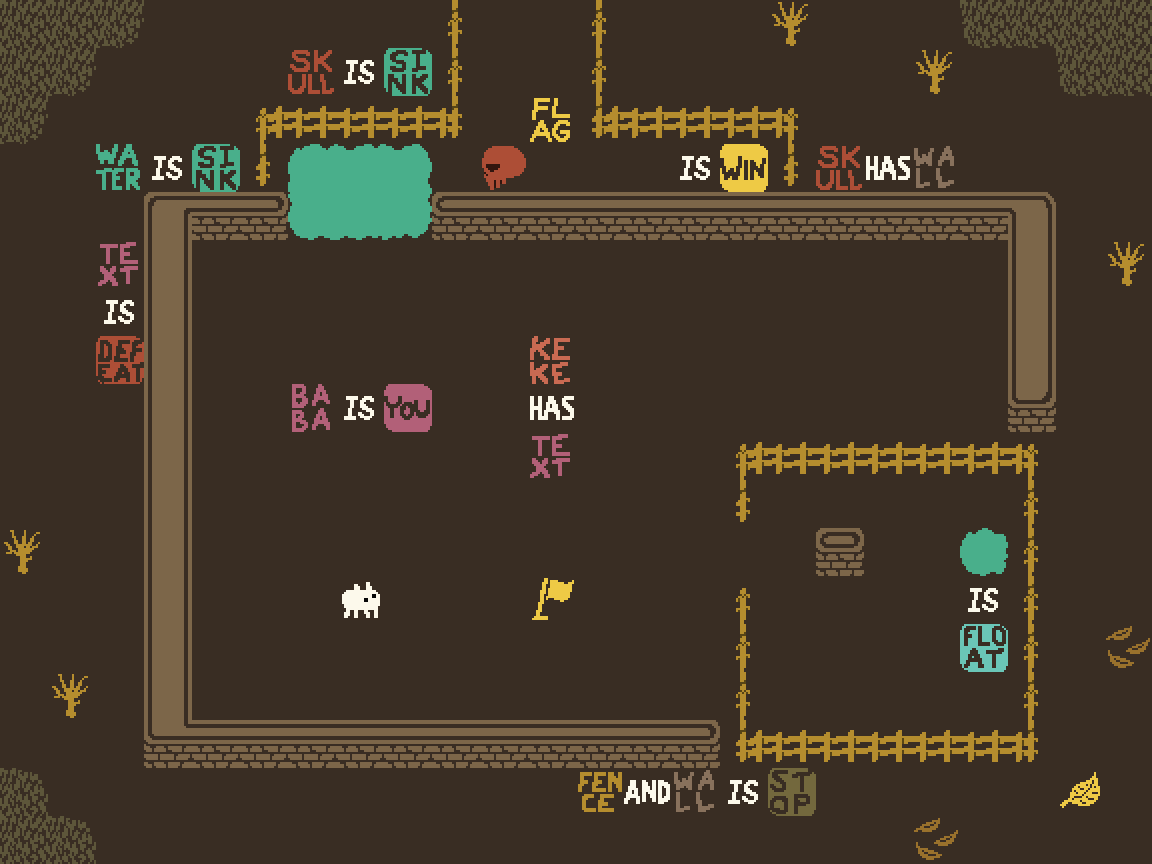 SKULL IS SINK
FLAG
WATER IS SINK
IS WIN
SKULL HAS WALL
TEXT
IS
DEFEAT
KEKE
HAS
TEXT
BABA IS YOU
IS
FLOAT
FENCE AND WALL IS STOP